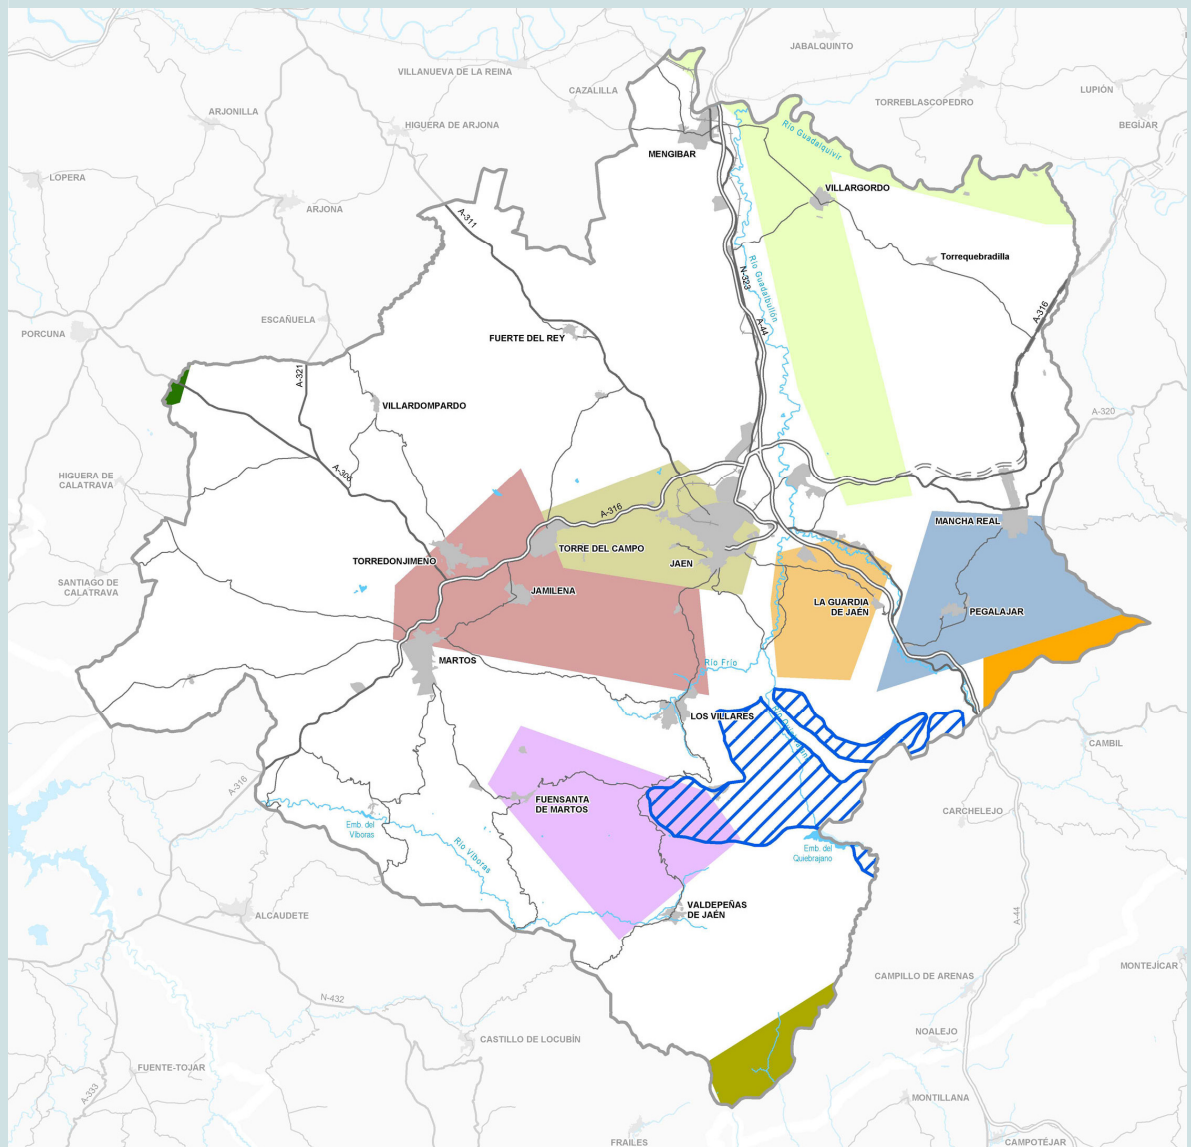 JABALQUINTO
VILLANUEVA DE LA REINA
CAZALILLA
TORREBLASCOPEDRO
LUPIÓN
ARJONILLA
HIGUERA DE ARJONA
BEGÍJAR
Río Guadalquivir
MENGIBAR
LOPERA
VILLARGORDO
ARJONA
A-311
Torrequebradilla
Río Guadalbullón
N-323
ESCAÑUELA
A-316
PORCUNA
A-44
FUERTE DEL REY
A-321
VILLARDOMPARDO
A-320
HIGUERA DE
CALATRAVA
A-306
A-316
MANCHA REAL
TORRE DEL CAMPO
TORREDONJIMENO
JAEN
SANTIAGO DE
CALATRAVA
JAMILENA
LA GUARDIA
DE JAÉN
PEGALAJAR
MARTOS
Río Frío
LOS VILLARES
CAMBIL
A-316
FUENSANTA
DE MARTOS
CARCHELEJO
Emb. del
Víboras
Emb. del
Quiebrajano
Río Víboras
VALDEPEÑAS
DE JAÉN
ALCAUDETE
A-44
MONTEJÍCAR
CAMPILLO DE ARENAS
N-432
NOALEJO
CASTILLO DE LOCUBÍN
FUENTE-TOJAR
A-333
MONTILLANA
FRAILES
CAMPOTÉJAR